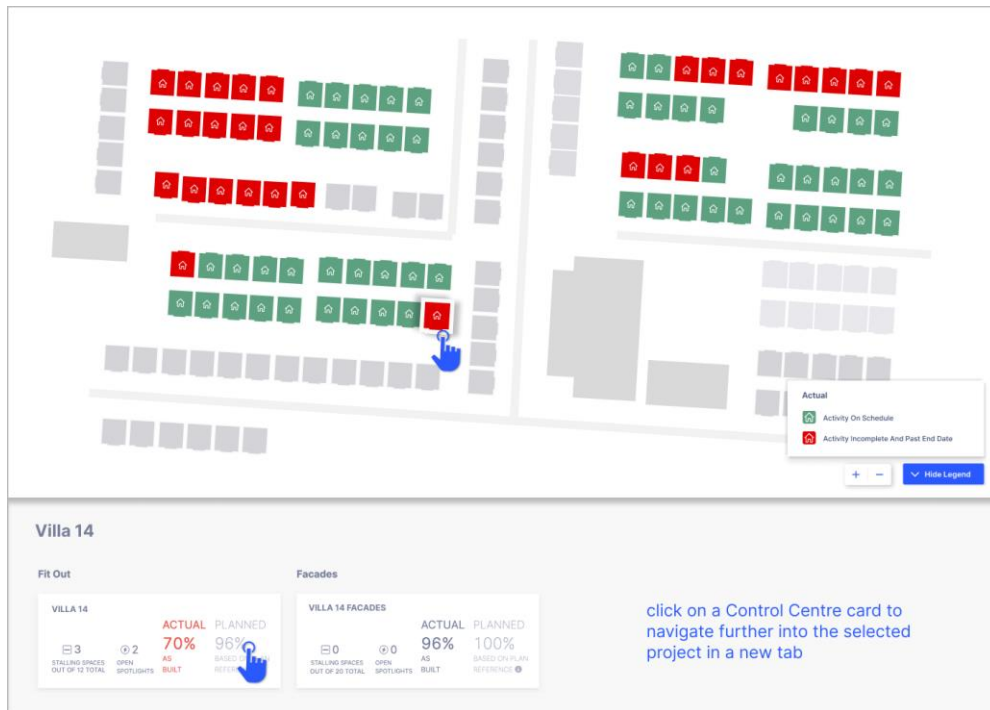 Actual
Activity On Schedule
Activity Incomplete And Past End Date
+ −
Hide Legend
Villa 14
Fit Out
Facades
VILLA 14
ACTUAL PLANNED
3 2 70% 96%
STALLING SPACES OUT OF 12 TOTAL
OPEN SPOTLIGHTS
AS BUILT
BASED ON
REFERENCE
VILLA 14 FACADES
ACTUAL PLANNED
0 0 96% 100%
STALLING SPACES OUT OF 20 TOTAL
OPEN SPOTLIGHTS
AS BUILT
BASED ON PLAN REFERENCE
click on a Control Centre card to
navigate further into the selected
project in a new tab